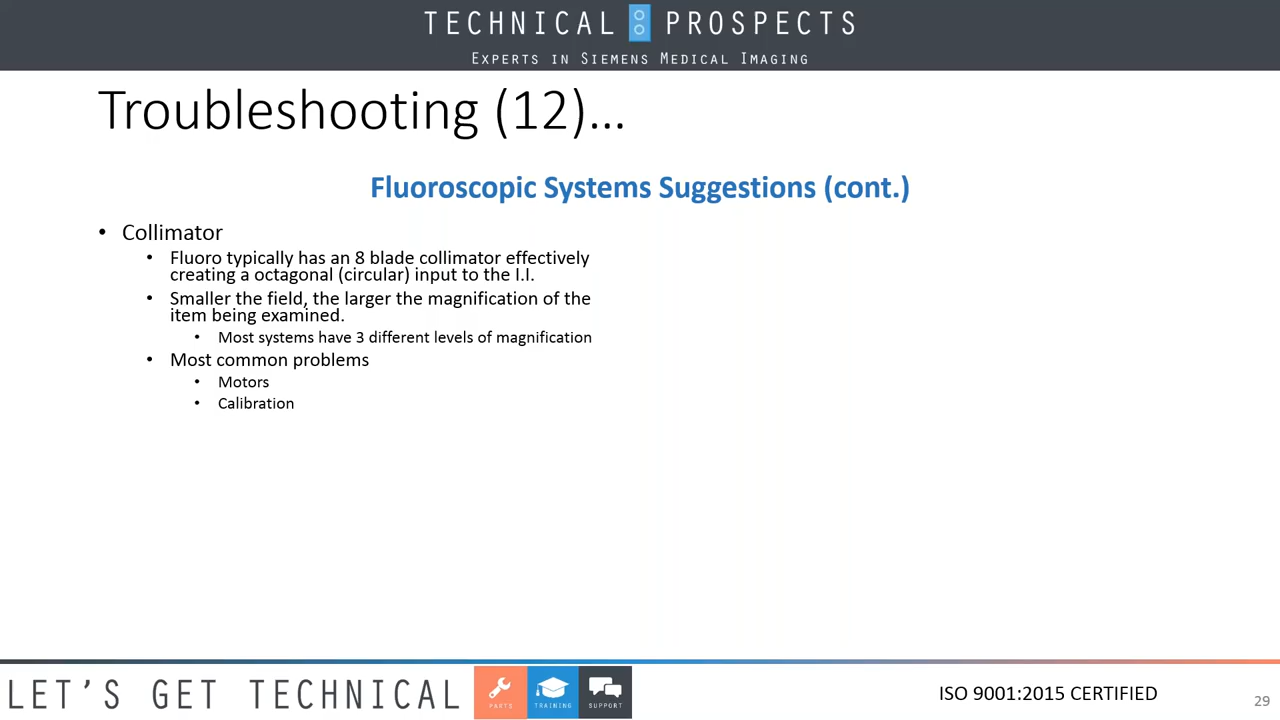 TECHNICAL PROSPECTS
EXPERTS IN SIEMENS MEDICAL IMAGING
Troubleshooting (12)...
Fluoroscopic Systems Suggestions (cont.)
• Collimator
• Fluoro typically has an 8 blade collimator effectively
creating a octagonal (circular) input to the I.I.
• Smaller the field, the larger the magnification of the
item being examined.
• Most systems have 3 different levels of magnification
• Most common problems
• Motors
• Calibration
LET'S GET TECHNICAL
PARTS
TRAINING
SUPPORT
ISO 9001:2015 CERTIFIED
29